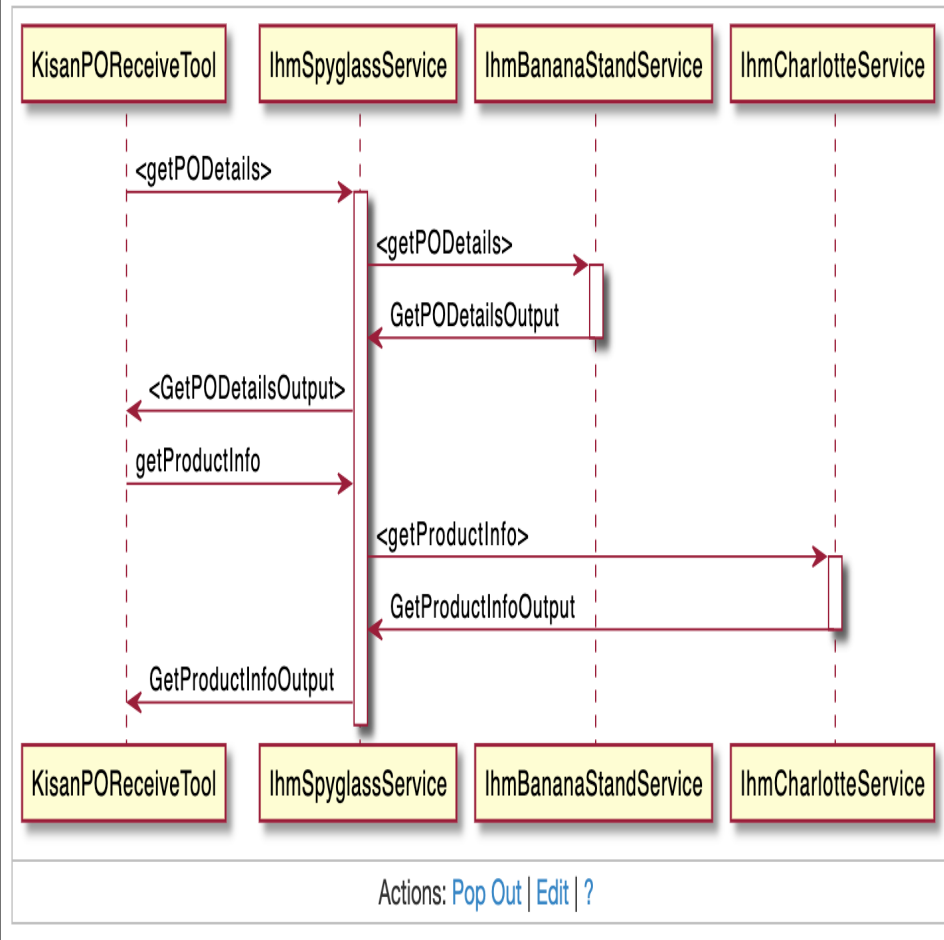 KisanPOReceiveTool IhmSpyglassService IhmBananaStandService IhmCharlotteService
<getPODetails>
<getPODetails>
GetPODetailsOutput
<GetPODetailsOutput>
getProductInfo
<getProductInfo>
GetProductInfoOutput
GetProductInfoOutput
KisanPOReceiveTool IhmSpyglassService IhmBananaStandService IhmCharlotteService
Actions: Pop Out | Edit | ?